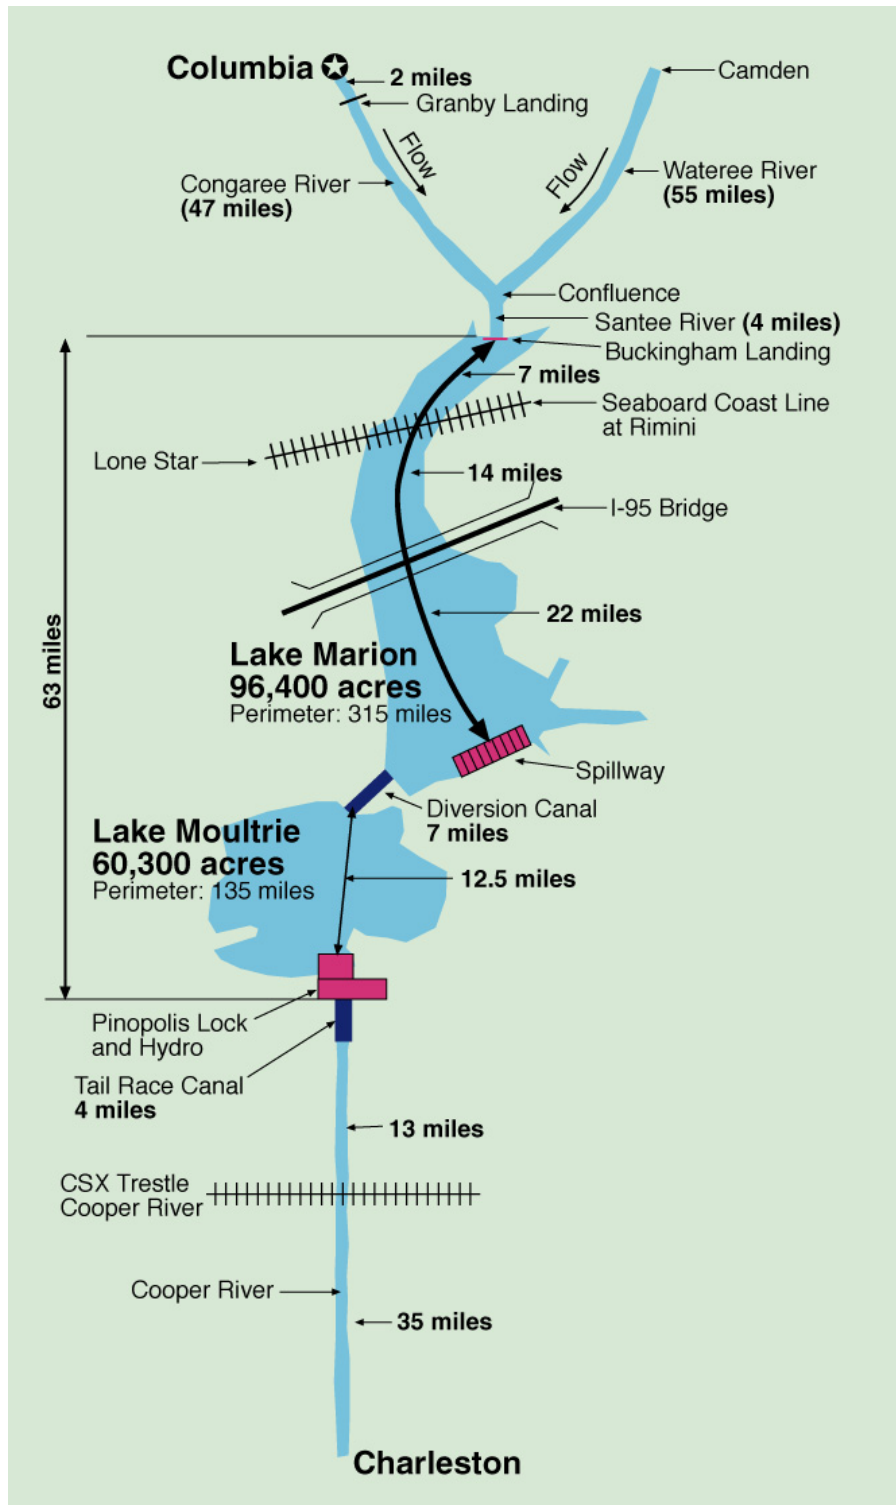 Columbia
2 miles
Camden
Granby Landing
Flow
Flow
Congaree River
(47 miles)
Wateree River
(55 miles)
Confluence
Santee River (4 miles)
Buckingham Landing
7 miles
Seaboard Coast Line
at Rimini
Lone Star
14 miles
I-95 Bridge
22 miles
63 miles
Lake Marion
96,400 acres
Perimeter: 315 miles
Spillway
Diversion Canal
7 miles
Lake Moultrie
60,300 acres
Perimeter: 135 miles
12.5 miles
Pinopolis Lock
and Hydro
Tail Race Canal
4 miles
13 miles
CSX Trestle
Cooper River
Cooper River
35 miles
Charleston